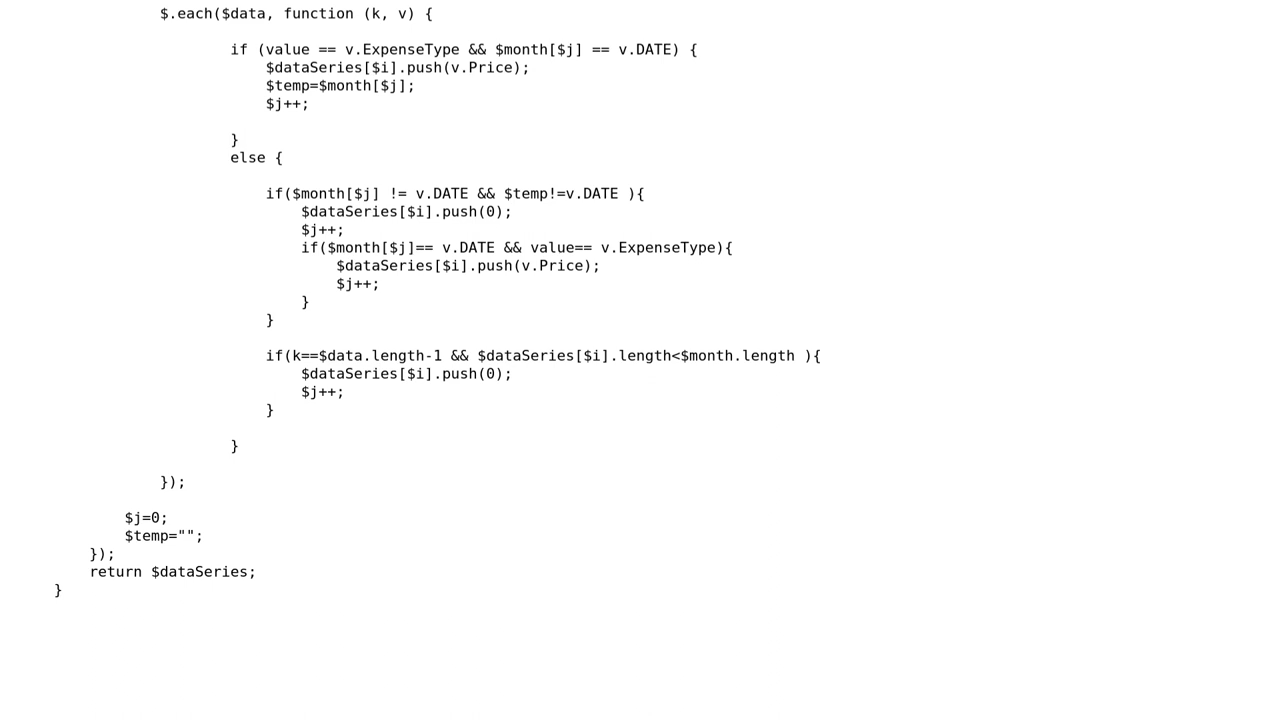 $.each($data, function (k, v) {
if (value == v.ExpenseType && $month[$j] == v.DATE) {
$dataSeries[$i].push(v.Price);
$temp=$month[$j];
$j++;
}
else {
if($month[$j] != v.DATE && $temp!=v.DATE ){
$dataSeries[$i].push(0);
$j++;
if($month[$j]== v.DATE && value== v.ExpenseType){
$dataSeries[$i].push(v.Price);
$j++;
}
}
if(k==$data.length-1 && $dataSeries[$i].length<$month.length ){
$dataSeries[$i].push(0);
$j++;
}
}
});
$j=0;
$temp="";
});
return $dataSeries;
}